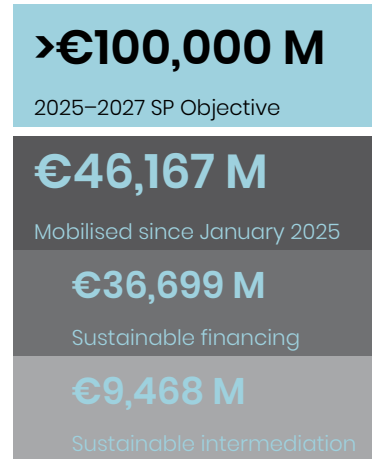 >€100,000 M
2025–2027 SP Objective
€46,167 M
Mobilised since January 2025
€36,699 M
Sustainable financing
€9,468 M
Sustainable intermediation